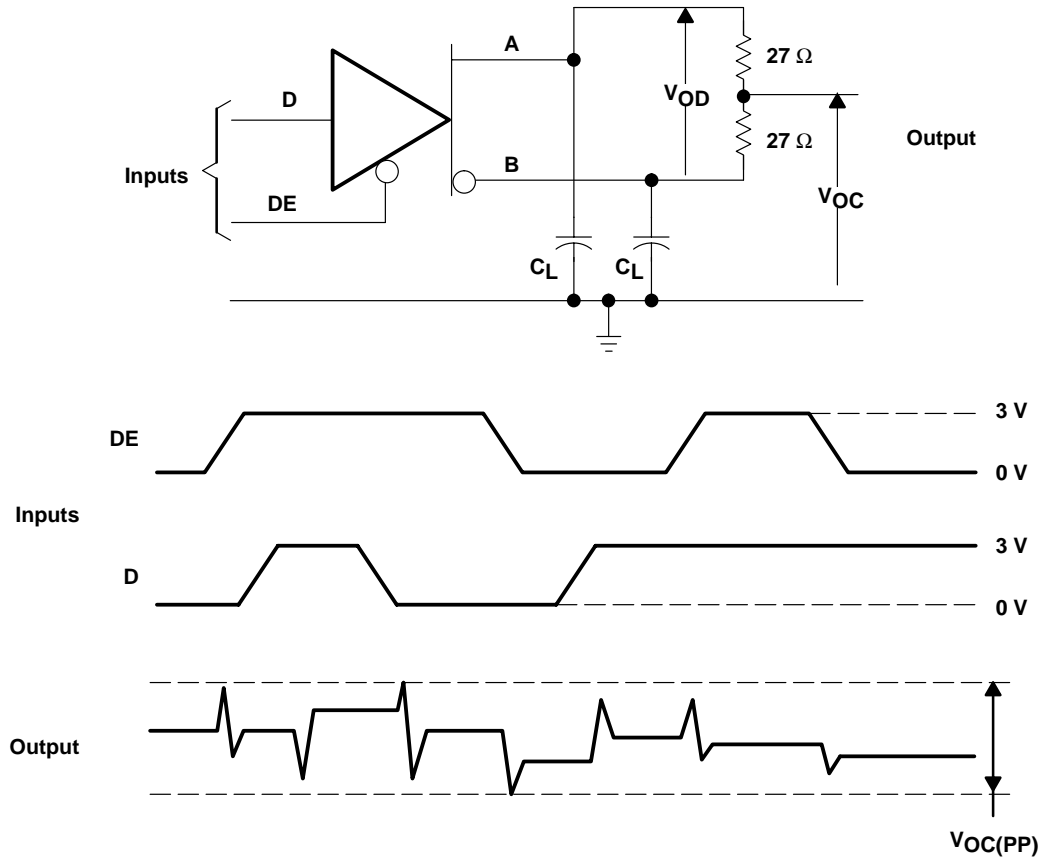 A
27 Ω
VOD
D
27 Ω
Output
Inputs
B
VOC
DE
CL
CL
3 V
DE
0 V
Inputs
3 V
D
0 V
Output
VOC(PP)